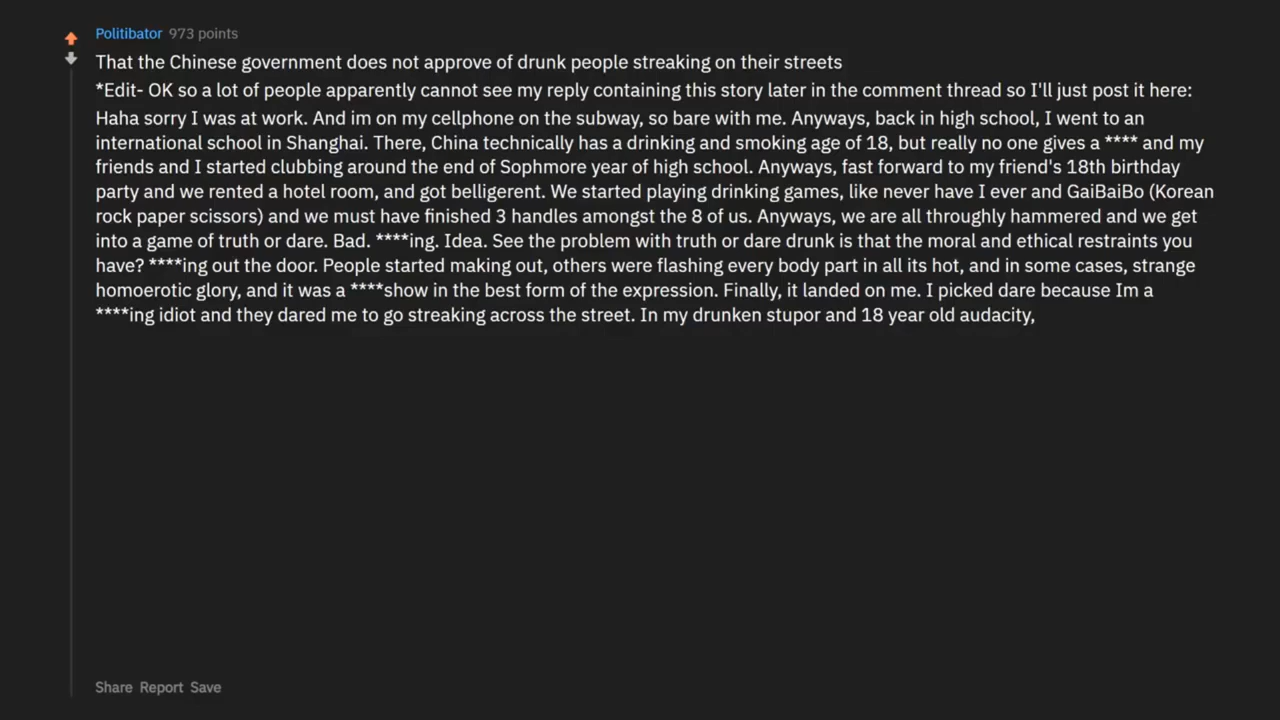 Politibator 973 points
That the Chinese government does not approve of drunk people streaking on their streets
*Edit- OK so a lot of people apparently cannot see my reply containing this story later in the comment thread so I'll just post it here:
Haha sorry I was at work. And im on my cellphone on the subway, so bare with me. Anyways, back in high school, I went to an
international school in Shanghai. There, China technically has a drinking and smoking age of 18, but really no one gives a **** and my
friends and I started clubbing around the end of Sophmore year of high school. Anyways, fast forward to my friend's 18th birthday
party and we rented a hotel room, and got belligerent. We started playing drinking games, like never have I ever and GaiBaiBo (Korean
rock paper scissors) and we must have finished 3 handles amongst the 8 of us. Anyways, we are all throughly hammered and we get
into a game of truth or dare. Bad. ****ing. Idea. See the problem with truth or dare drunk is that the moral and ethical restraints you
have? ****ing out the door. People started making out, others were flashing every body part in all its hot, and in some cases, strange
homoerotic glory, and it was a ****show in the best form of the expression. Finally, it landed on me. I picked dare because Im a
****ing idiot and they dared me to go streaking across the street. In my drunken stupor and 18 year old audacity,
Share Report Save